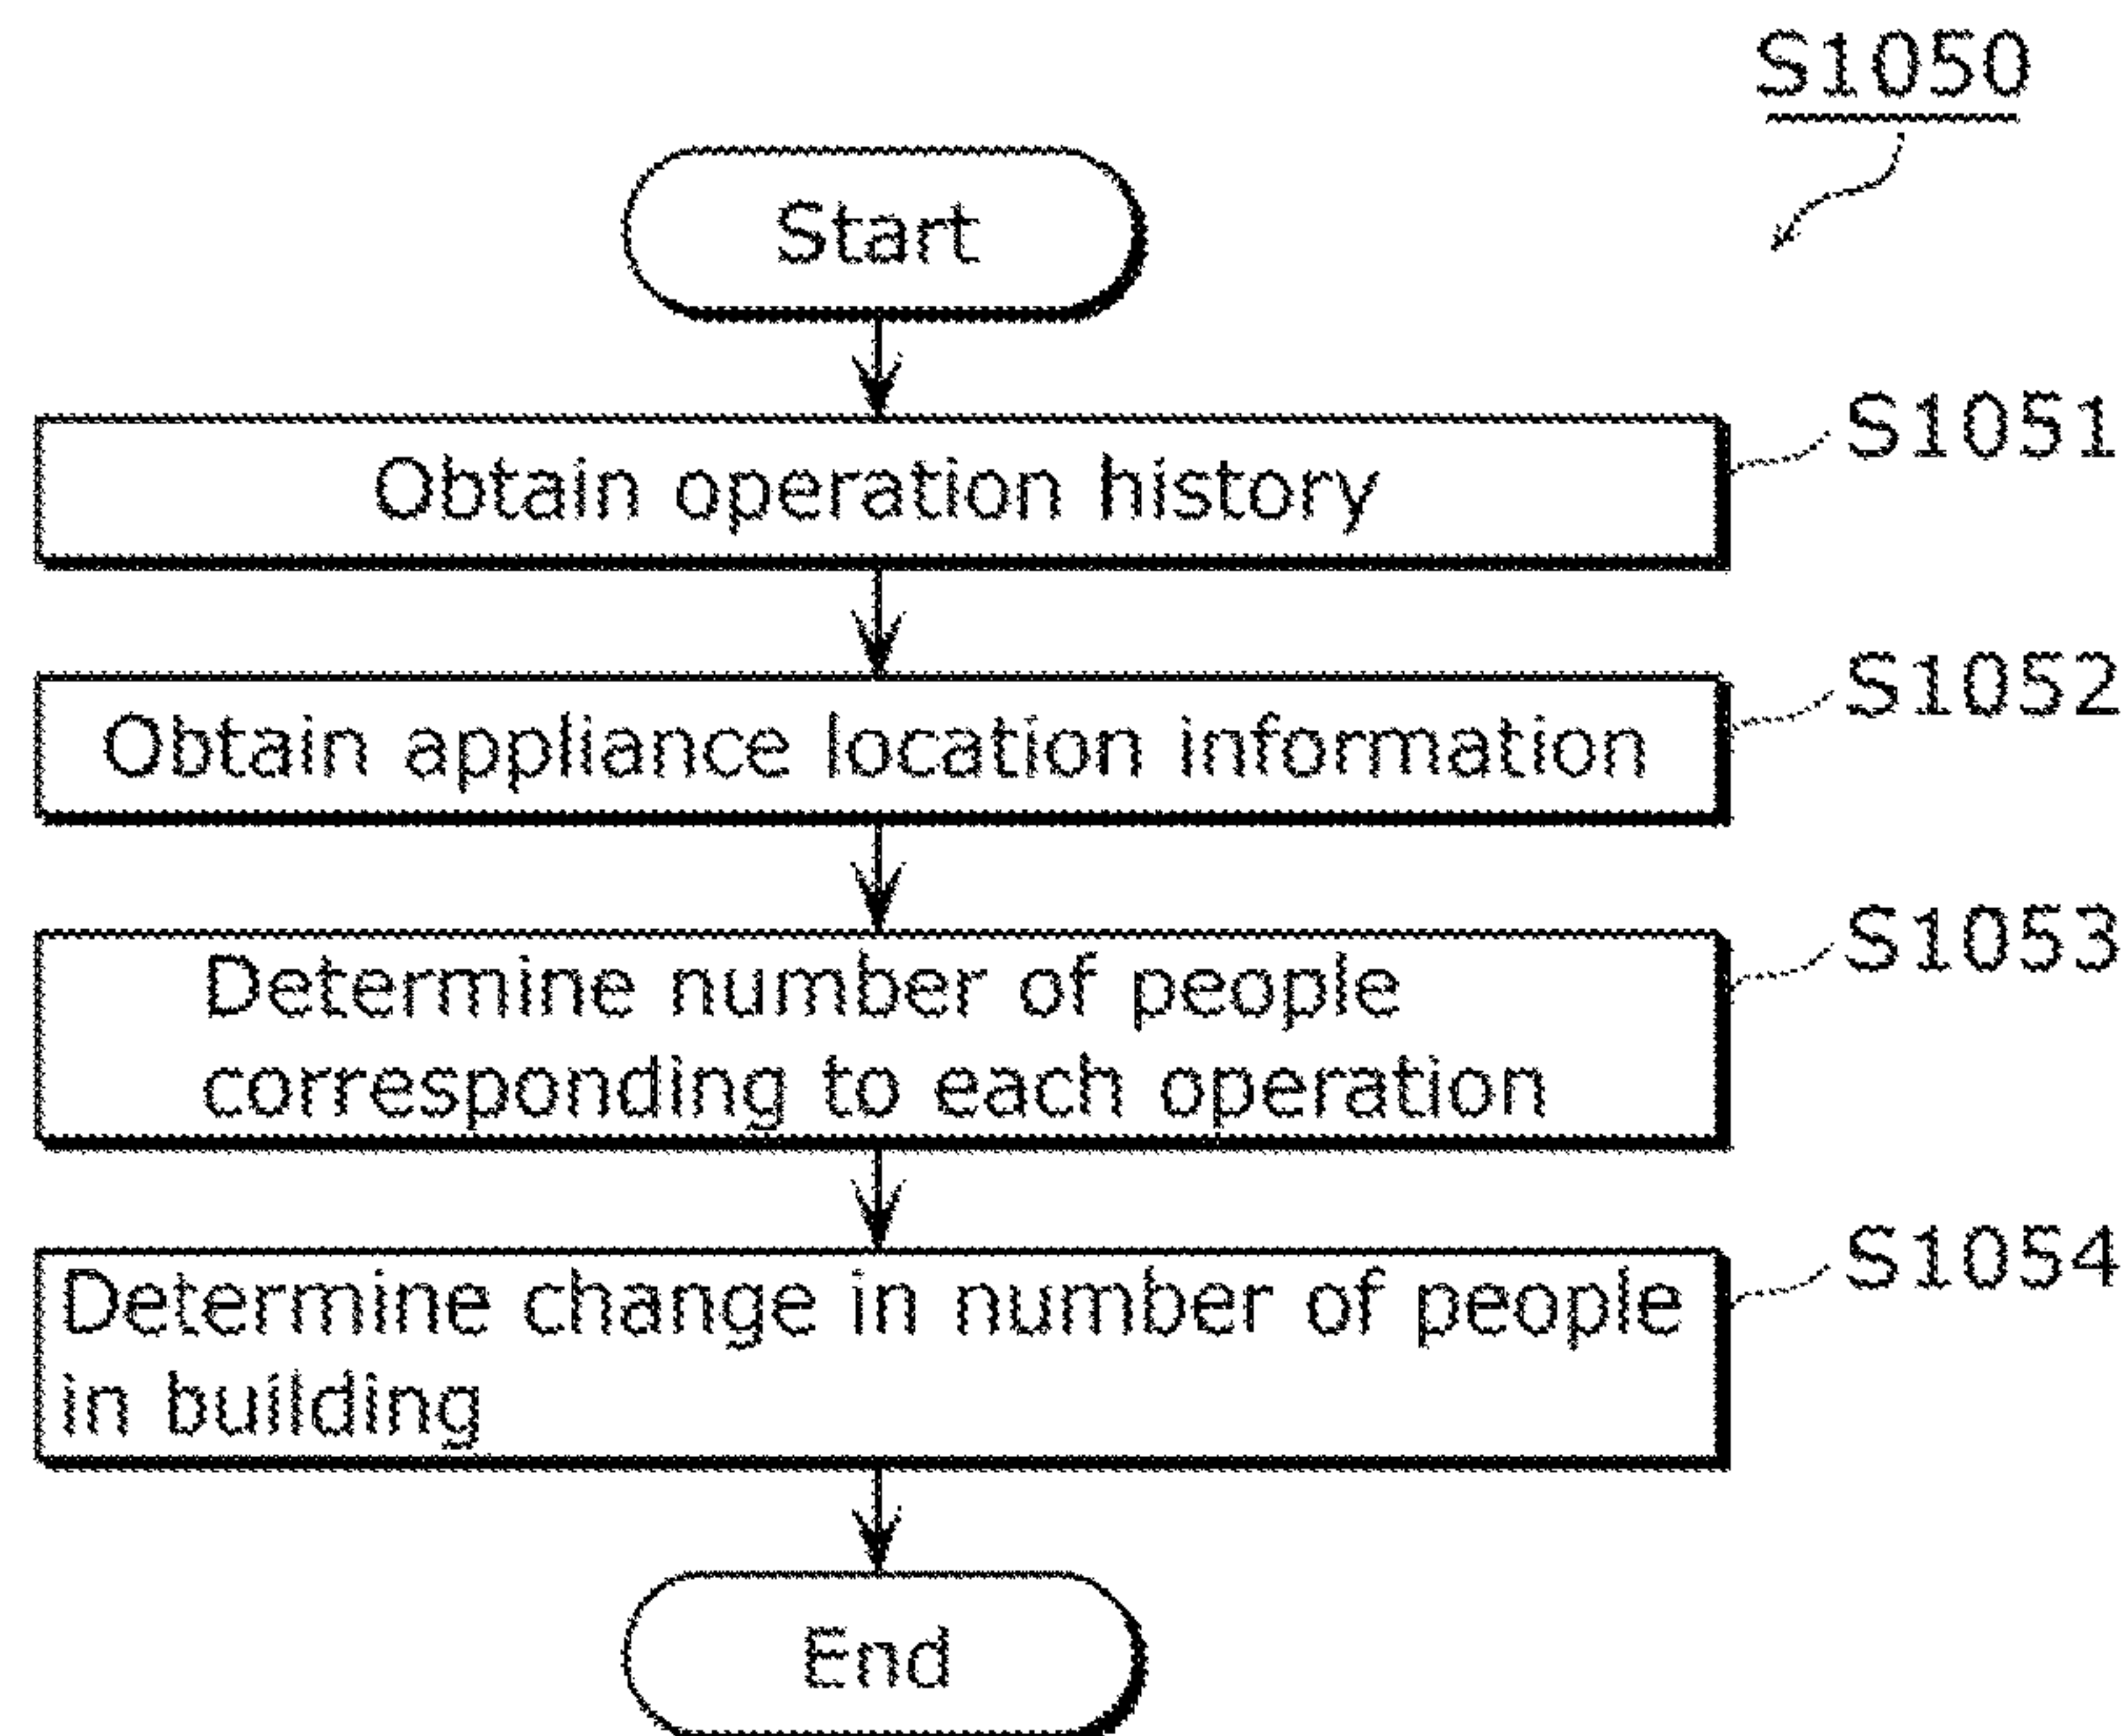 S1050
Start
Obtain operation history
S1051
Obtain appliance location information
S1052
Determine number of people
corresponding to each operation
S1053
Determine change in number of people
in building
S1054
End